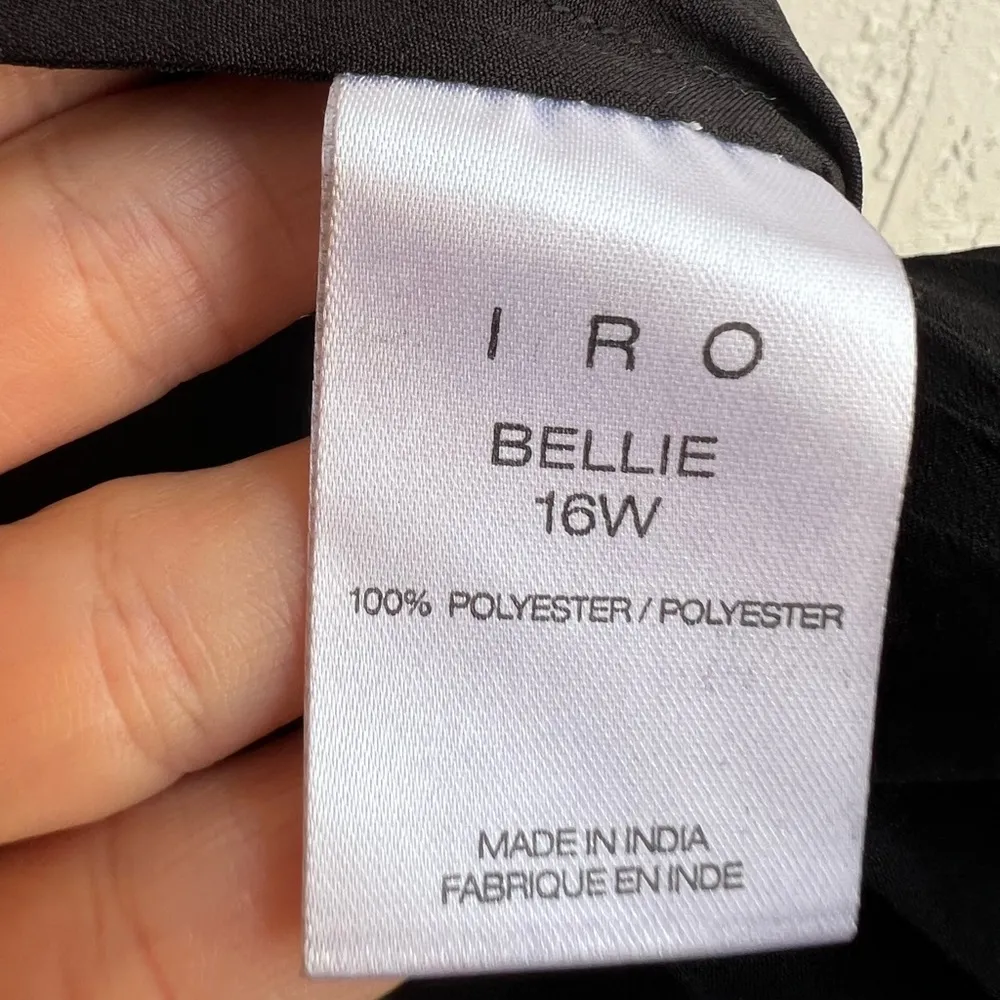 I R O
BELLIE
16W
100% POLYESTER / POLYESTER
MADE IN INDIA
FABRIQUE EN INDE